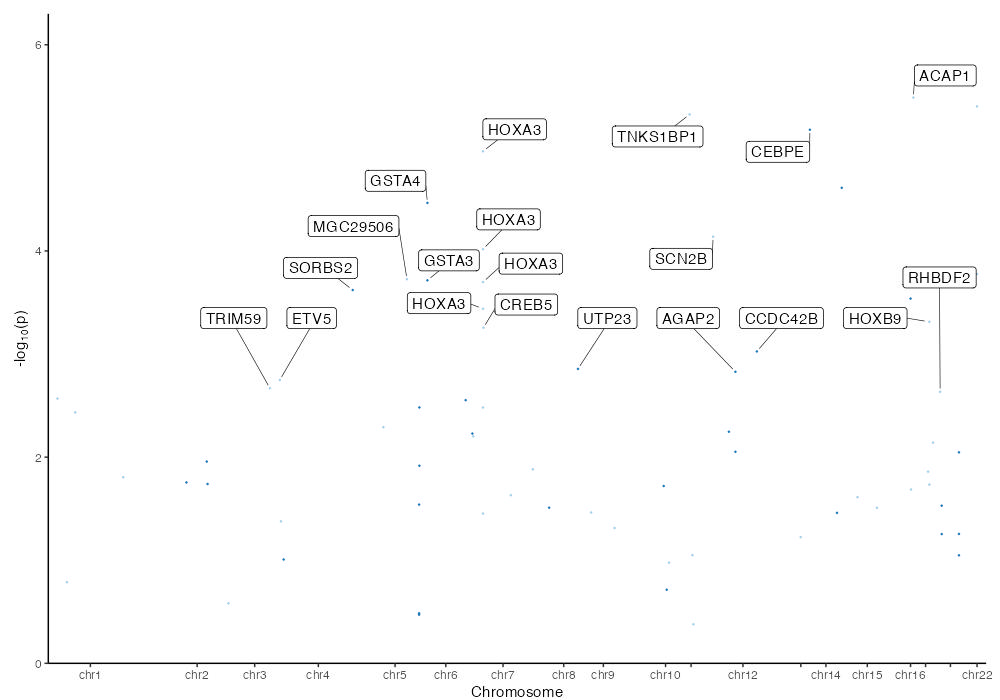 6
ACAP1
HOXA3
TNKS1BP1
CEBPE
GSTA4
MGC29506
HOXA3
4
GSTA3
HOXA3
SCN2B
SORBS2
RHBDF2
HOXA3
CREB5
TRIM59
ETV5
UTP23
AGAP2
CCDC42B
HOXB9
-log10(p)
2
0
chr1 chr2 chr3 chr4 chr5 chr6 chr7 chr8 chr9 chr10 chr12 chr14 chr15 chr16 chr22
Chromosome